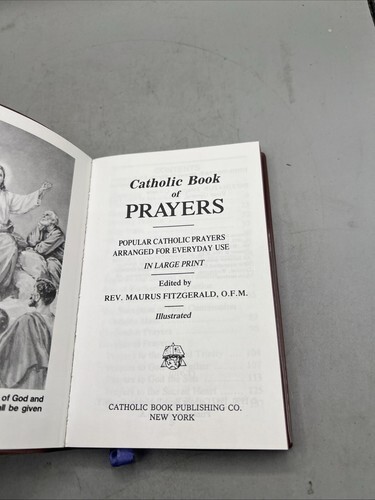 Catholic Book
of
PRAYERS
POPULAR CATHOLIC PRAYERS
ARRANGED FOR EVERYDAY USE
IN LARGE PRINT
Edited by
REV. MAURUS FITZGERALD, O.F.M.
Illustrated
CATHOLIC BOOK PUBLISHING CO.
NEW YORK
of God and
ll be given